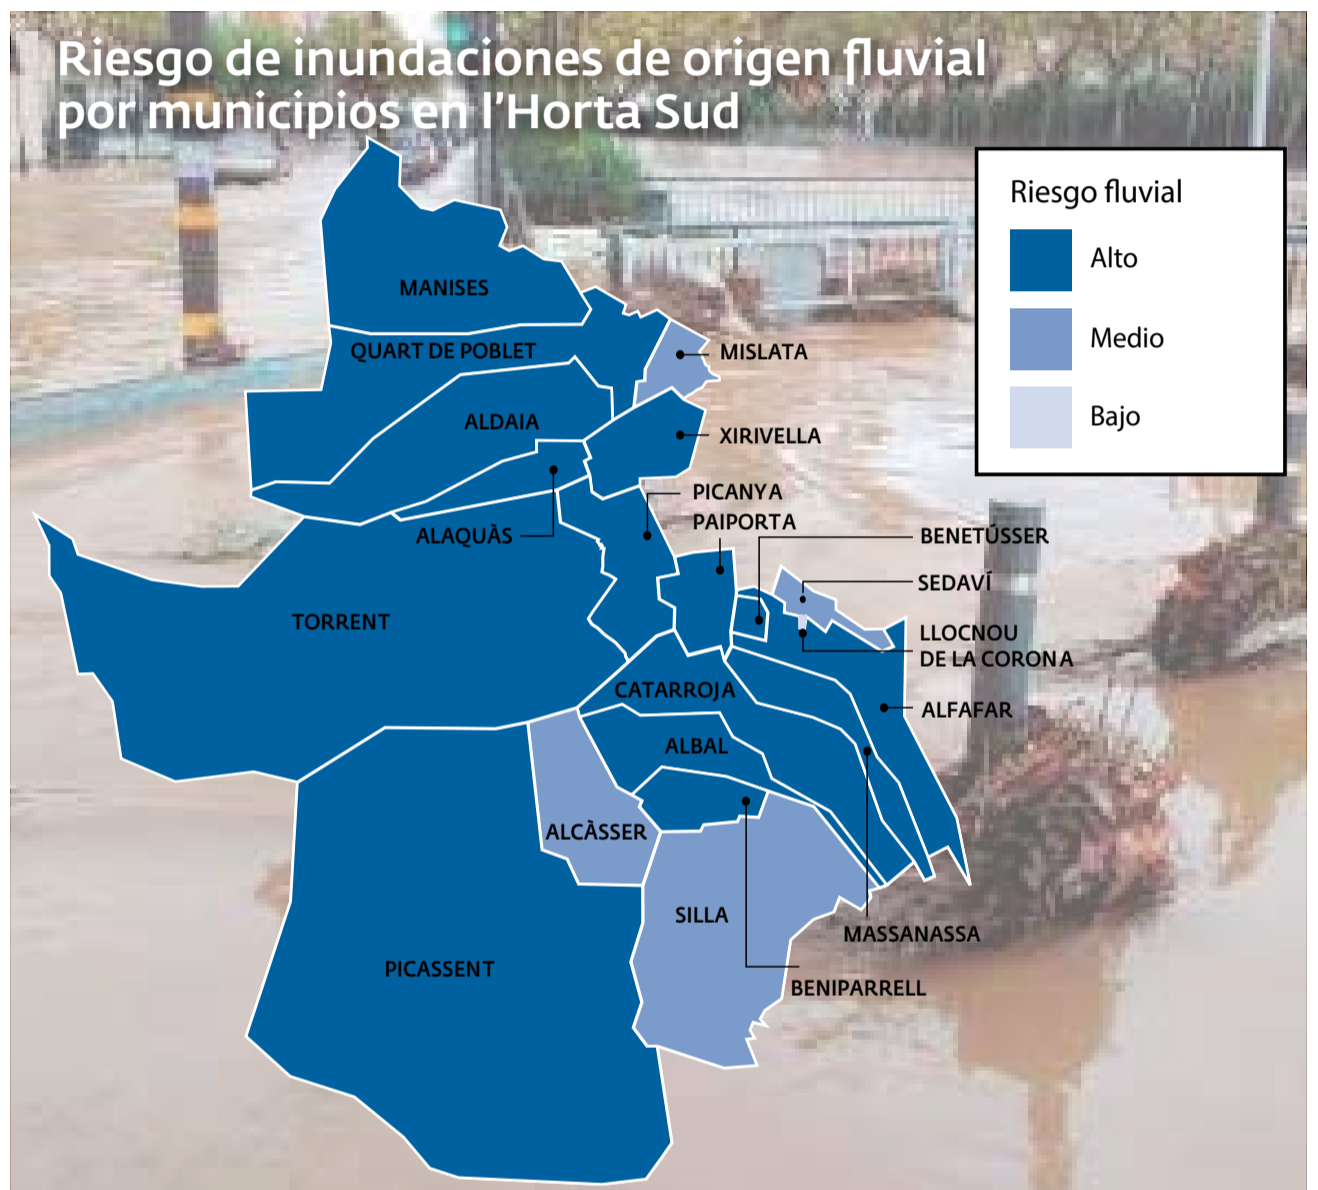 Riesgo de inundaciones de origen fluvial
por municipios en l'Horta Sud
Riesgo fluvial
Alto
Medio
Bajo
MANISES
QUART DE POBLET
MISLATA
ALDAIA
XIRIVELLA
PICANYA
PAIPORTA
ALAQUÀS
BENETÚSSER
SEDAVÍ
TORRENT
LLOCNOU
DE LA CORONA
CATARROJA
ALFAFAR
ALBAL
ALCÀSSER
SILLA
MASSANASSA
PICASSENT
BENIPARRELL